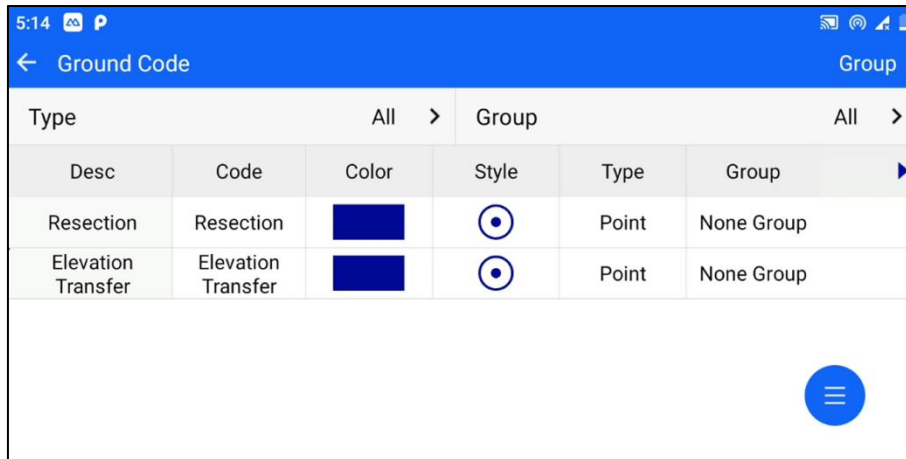 5:14
Ground Code Group
Type All Group All
Desc Code Color Style Type Group
Resection Resection Point None Group
Elevation Transfer Elevation Transfer Point None Group